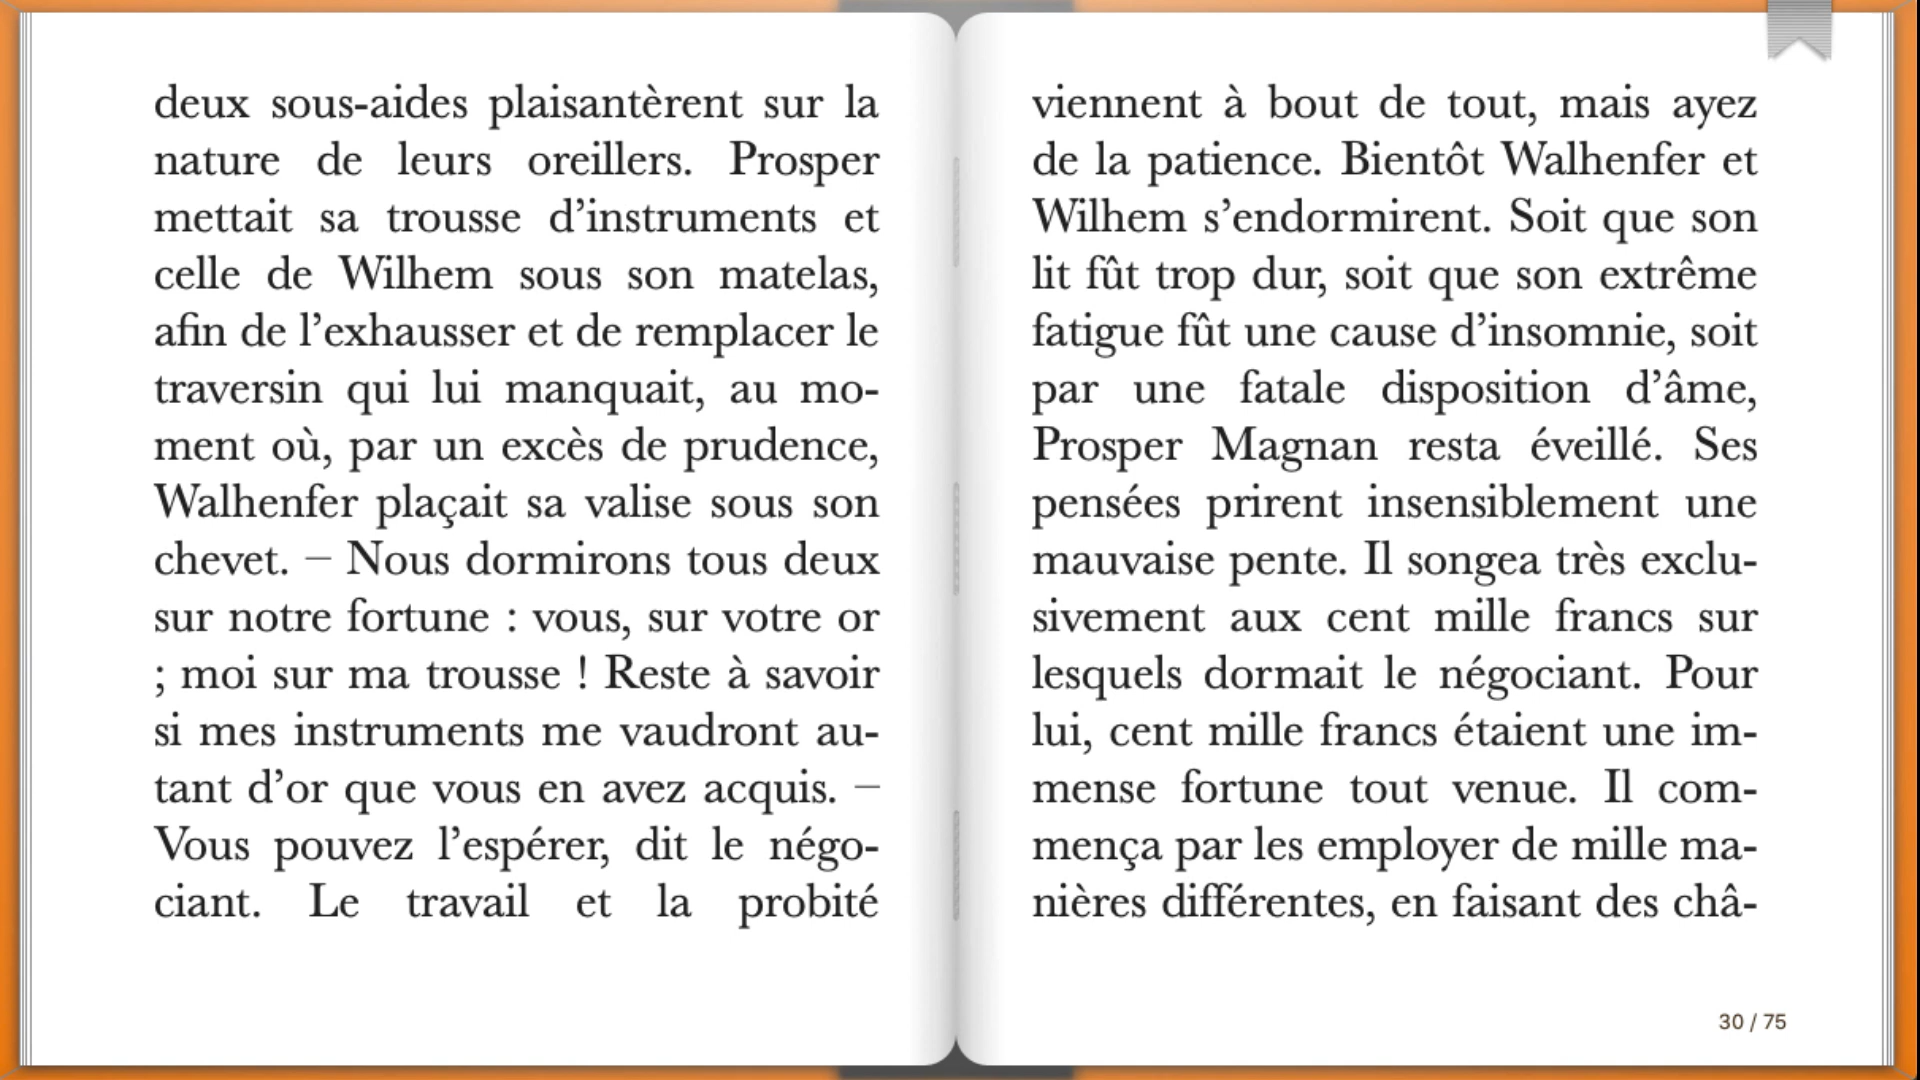 deux sous-aides plaisantèrent sur la
nature de leurs oreillers. Prosper
mettait sa trousse d’instruments et
celle de Wilhem sous son matelas,
afin de l’exhausser et de remplacer le
traversin qui lui manquait, au mo-
ment où, par un excès de prudence,
Walhenfer plaçait sa valise sous son
chevet. – Nous dormirons tous deux
sur notre fortune : vous, sur votre or
; moi sur ma trousse ! Reste à savoir
si mes instruments me vaudront au-
tant d’or que vous en avez acquis. –
Vous pouvez l’espérer, dit le négo-
ciant. Le travail et la probité
viennent à bout de tout, mais ayez
de la patience. Bientôt Walhenfer et
Wilhem s’endormirent. Soit que son
lit fût trop dur, soit que son extrême
fatigue fût une cause d’insomnie, soit
par une fatale disposition d’âme,
Prosper Magnan resta éveillé. Ses
pensées prirent insensiblement une
mauvaise pente. Il songea très exclu-
sivement aux cent mille francs sur
lesquels dormait le négociant. Pour
lui, cent mille francs étaient une im-
mense fortune tout venue. Il com-
mença par les employer de mille ma-
nières différentes, en faisant des châ-
30 / 75